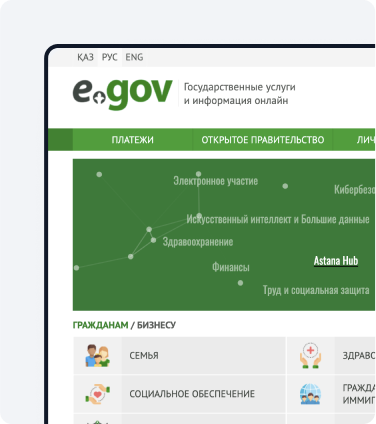 ҚАЗ РУС ENG
egov
Государственные услуги
и информация онлайн
ПЛАТЕЖИ ОТКРЫТОЕ ПРАВИТЕЛЬСТВО ЛИЧ
Электронное участие
Кибербезо
Искусственный интеллект и Большие данные
Здравоохранение
Astana Hub
Финансы
Труд и социальная защита
ГРАЖДАНАМ / БИЗНЕСУ
СЕМЬЯ
ЗДРАВО
СОЦИАЛЬНОЕ ОБЕСПЕЧЕНИЕ
ГРАЖДА
ИММИГ